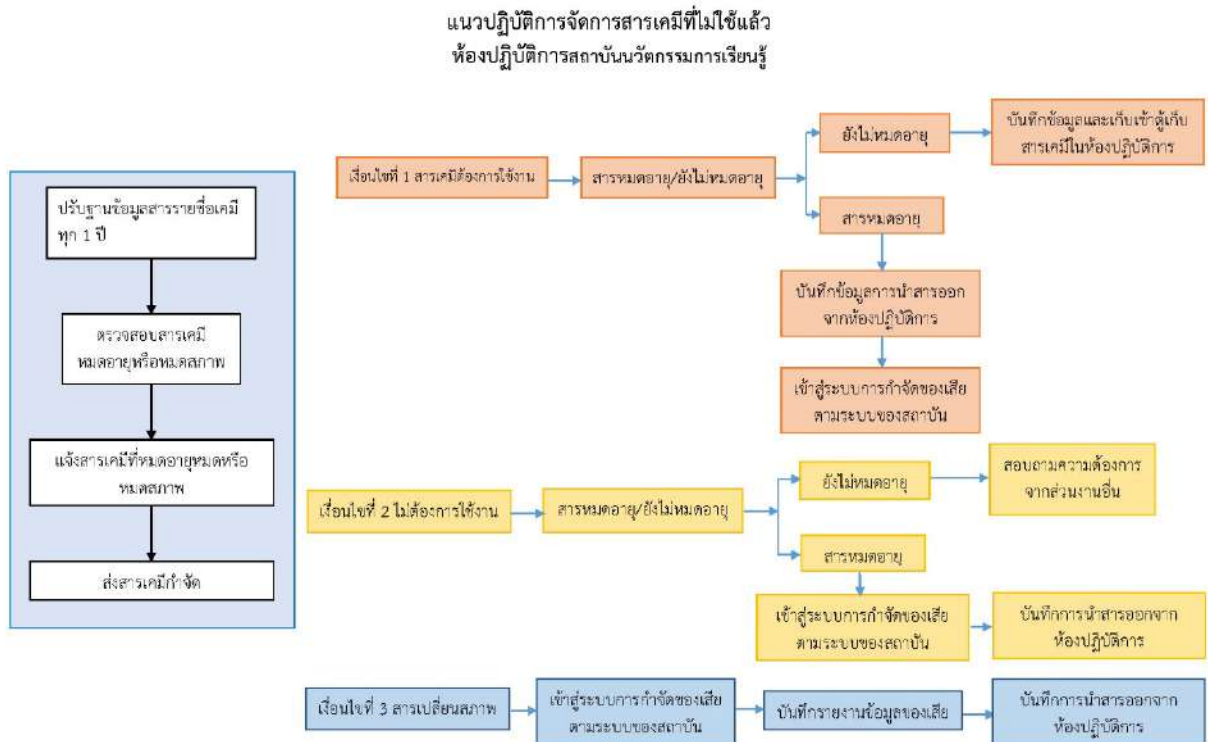 แนวปฏิบัติการจัดการสารเคมีที่ไม่ใช้แล้ว
ห้องปฏิบัติการสถาบันนวัตกรรมการเรียนรู้
ปรับฐานข้อมูลสารรายชื่อเคมี
ทุก 1 ปี
ตรวจสอบสารเคมี
หมดอายุหรือหมดสภาพ
แจ้งสารเคมีที่หมดอายุหมดหรือ
หมดสภาพ
ส่งสารเคมีกำจัด
เงื่อนไขที่ 1 สารเคมีต้องการใช้งาน
สารหมดอายุ/ยังไม่หมดอายุ
ยังไม่หมดอายุ
บันทึกข้อมูลและเก็บเข้าตู้เก็บ
สารเคมีในห้องปฏิบัติการ
สารหมดอายุ
บันทึกข้อมูลการนำสารออก
จากห้องปฏิบัติการ
เข้าสู่ระบบการกำจัดของเสีย
ตามระบบของสถาบัน
เงื่อนไขที่ 2 ไม่ต้องการใช้งาน
สารหมดอายุ/ยังไม่หมดอายุ
ยังไม่หมดอายุ
สอบถามความต้องการ
จากส่วนงานอื่น
สารหมดอายุ
เข้าสู่ระบบการกำจัดของเสีย
ตามระบบของสถาบัน
บันทึกการนำสารออกจาก
ห้องปฏิบัติการ
เงื่อนไขที่ 3 สารเปลี่ยนสภาพ
เข้าสู่ระบบการกำจัดของเสีย
ตามระบบของสถาบัน
บันทึกรายงานข้อมูลของเสีย
บันทึกการนำสารออกจาก
ห้องปฏิบัติการ